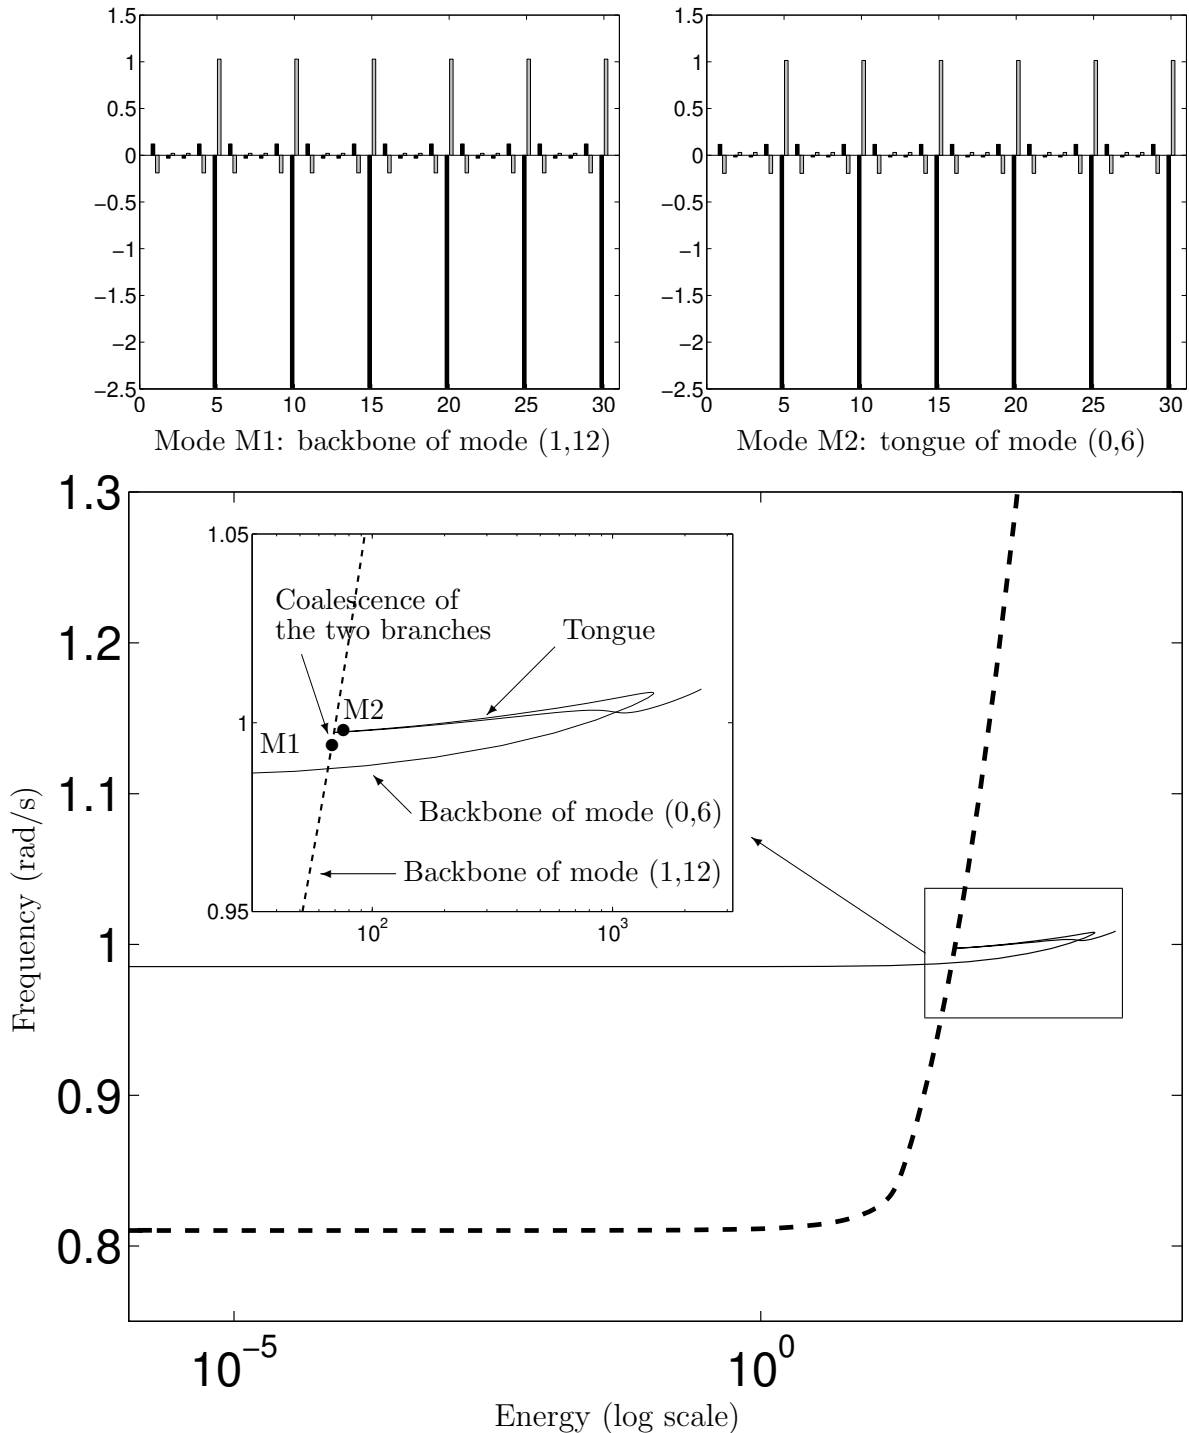 1.5
1
0.5
0
−0.5
−1
−1.5
−2
−2.5
0 5 10 15 20 25 30
Mode M1: backbone of mode (1,12)
1.5
1
0.5
0
−0.5
−1
−1.5
−2
−2.5
0 5 10 15 20 25 30
Mode M2: tongue of mode (0,6)
1.3
1.2
1.1
1
0.9
0.8
Frequency (rad/s)
1.05
1
0.95
Coalescence of
the two branches
Tongue
M2
M1
Backbone of mode (0,6)
Backbone of mode (1,12)
10²
10³
10⁻⁵
10⁰
Energy (log scale)